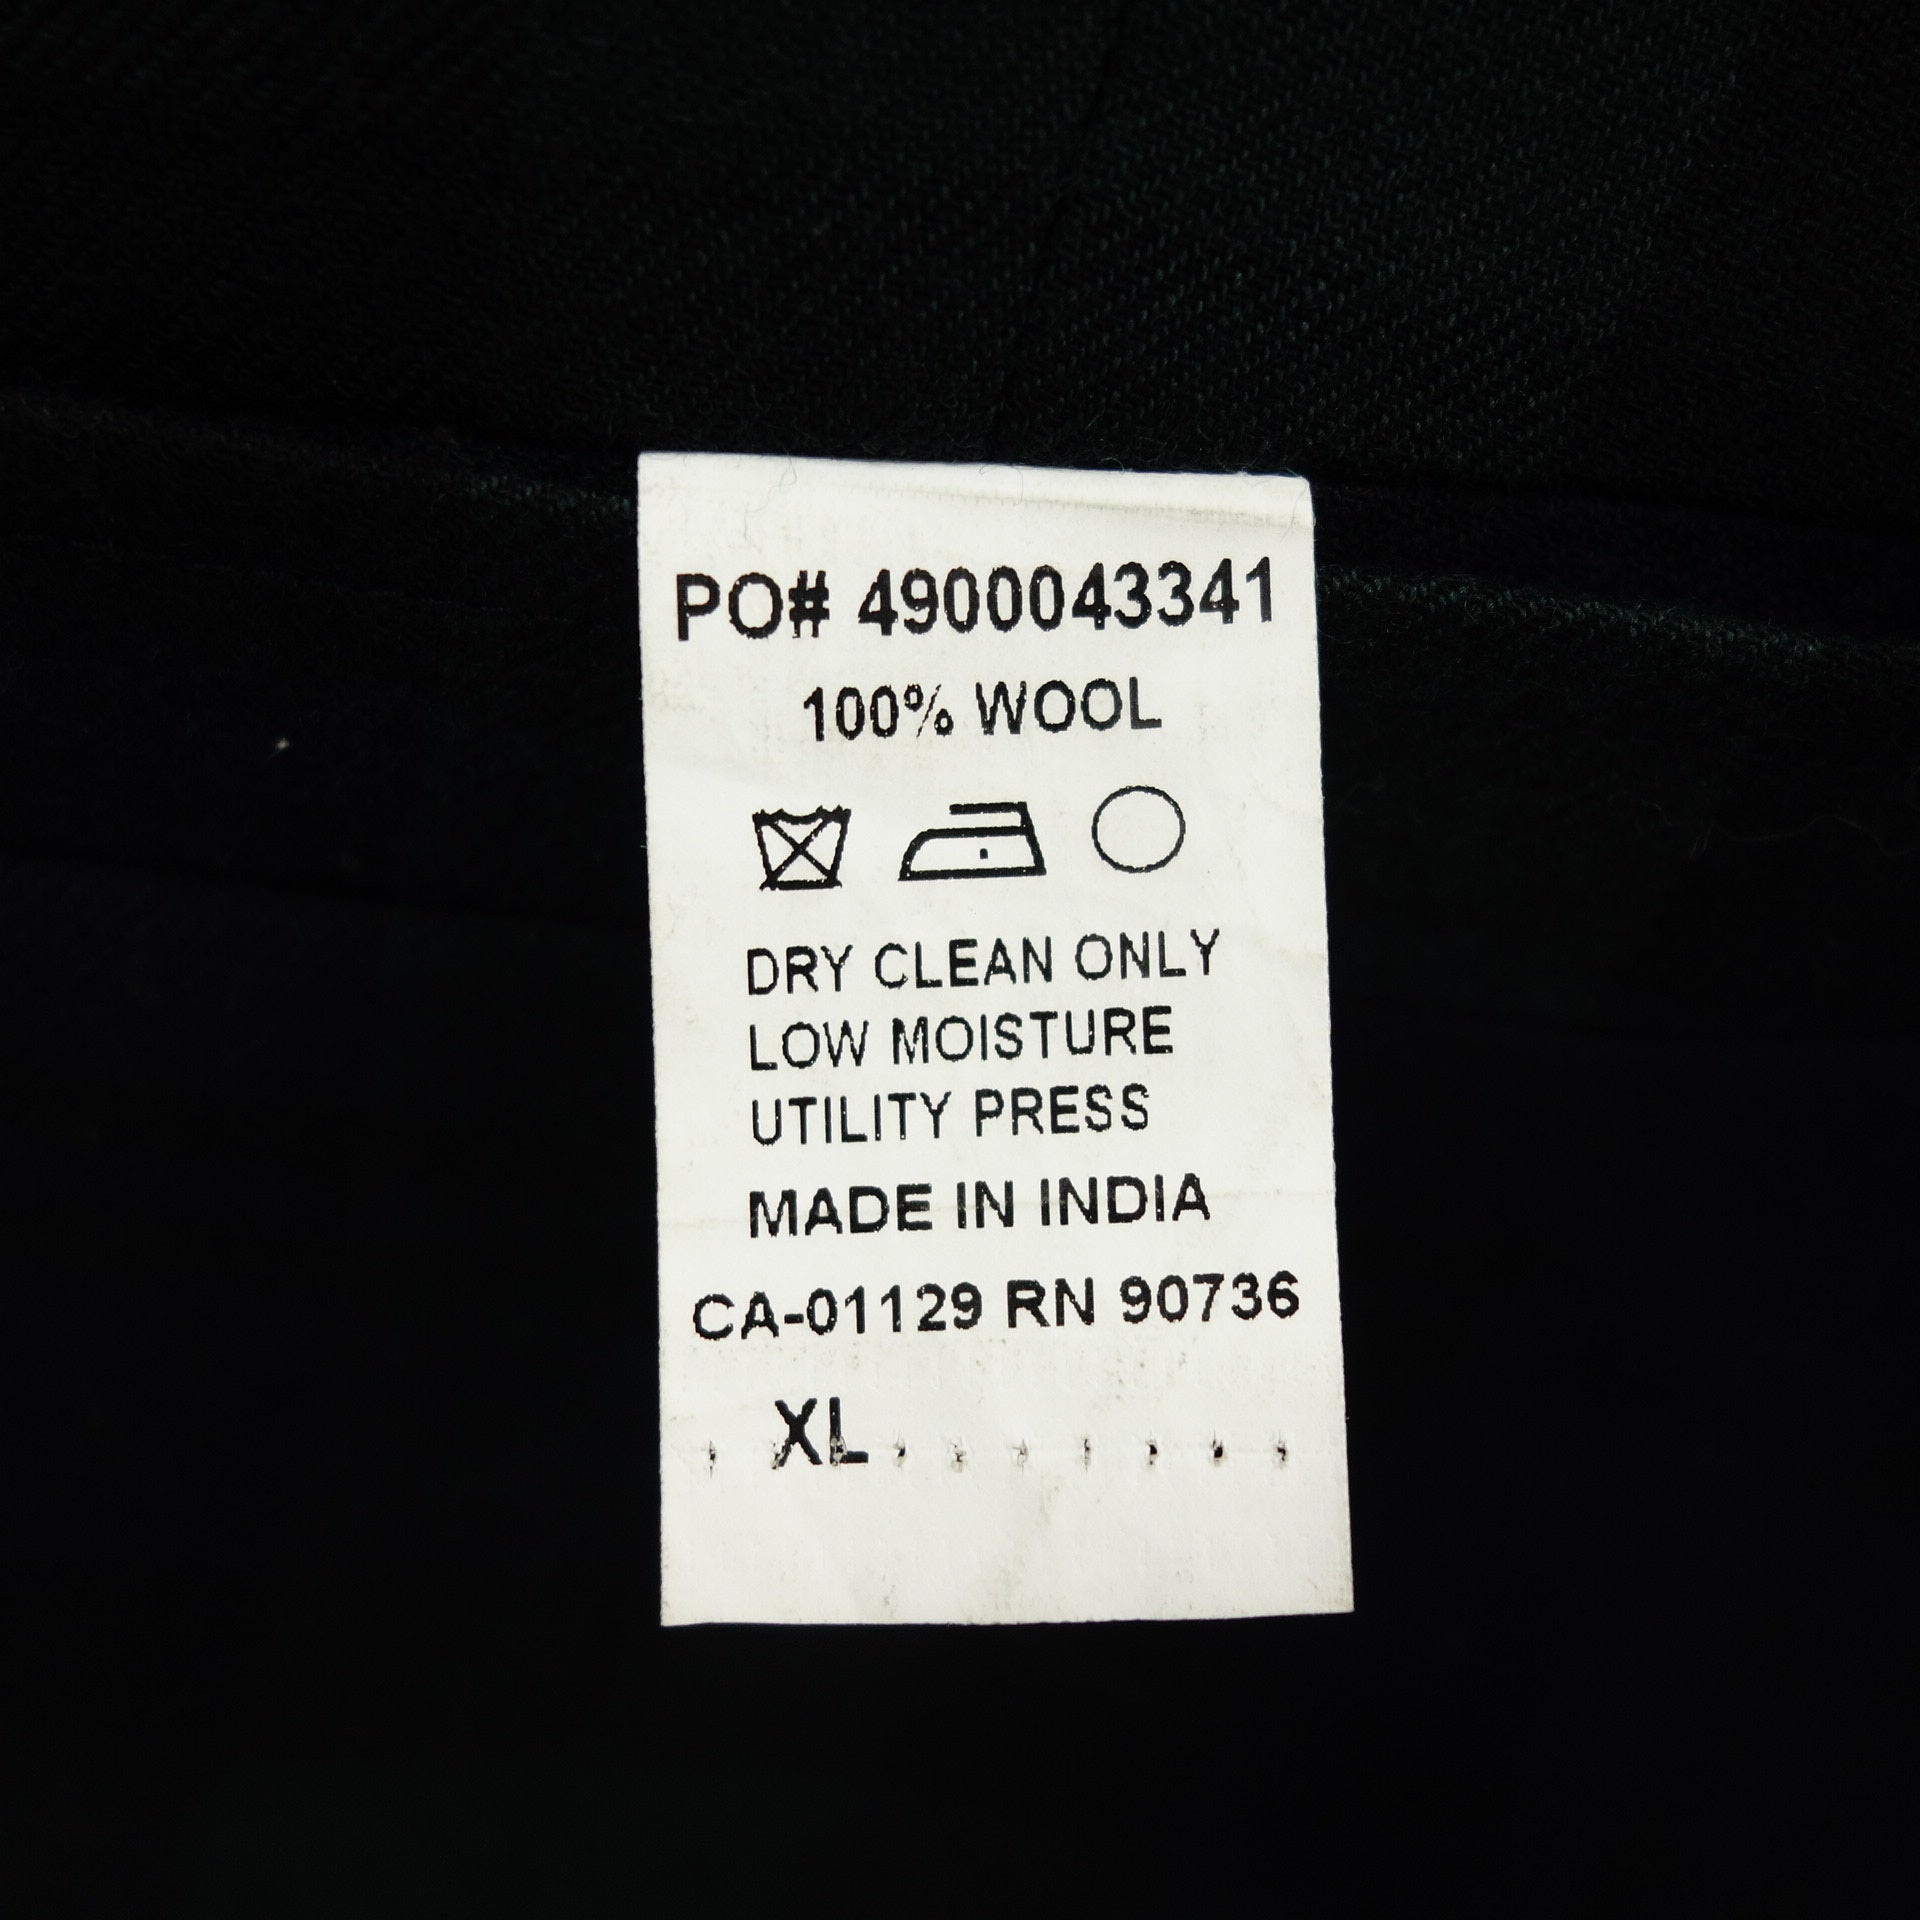 PO# 4900043341
100% WOOL
DRY CLEAN ONLY
LOW MOISTURE
UTILITY PRESS
MADE IN INDIA
CA-01129 RN 90736
XL